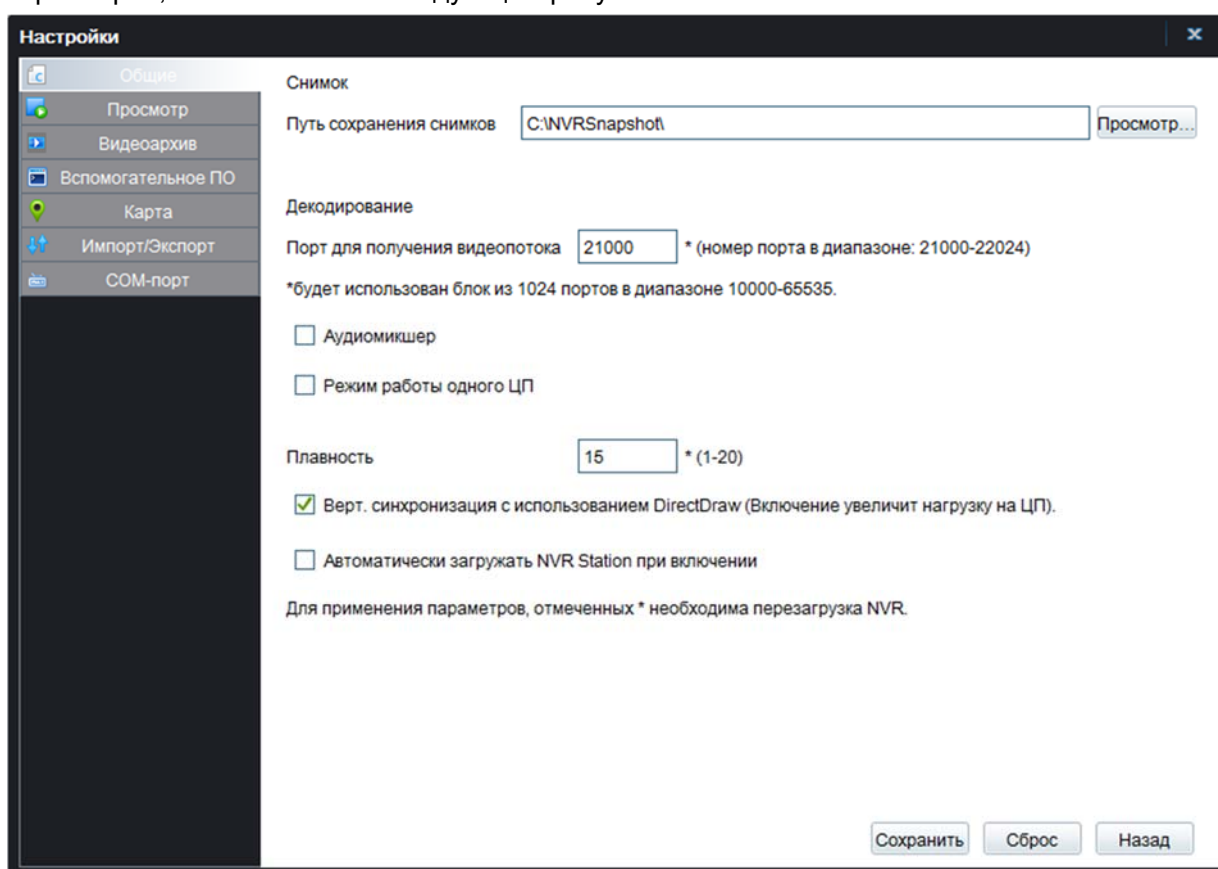 Настройки
Общие
Просмотр
Видеоархив
Вспомогательное ПО
Карта
Импорт/Экспорт
COM-порт
Снимок
Путь сохранения снимков C:\NVRSnapshot\ Просмотр...
Декодирование
Порт для получения видеопотока 21000 * (номер порта в диапазоне: 21000-22024)
*будет использован блок из 1024 портов в диапазоне 10000-65535.
Аудиомикшер
Режим работы одного ЦП
Плавность 15 * (1-20)
Верт. синхронизация с использованием DirectDraw (Включение увеличит нагрузку на ЦП).
Автоматически загружать NVR Station при включении
Для применения параметров, отмеченных * необходима перезагрузка NVR.
Сохранить Сброс Назад